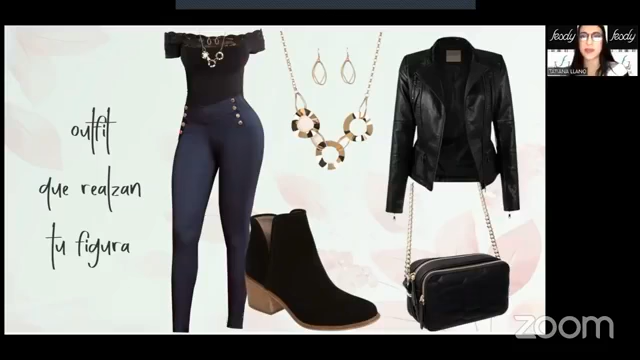 outfit
que realzan
tu figura
feody feody
TATIANA LLANO
zoom